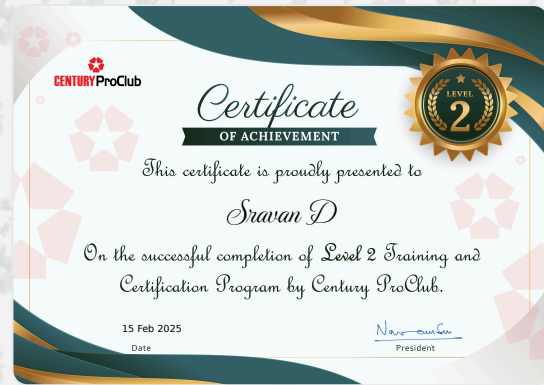 CENTURY ProClub
Certificate
OF ACHIEVEMENT
LEVEL
2
This certificate is proudly presented to
Sravan D
On the successful completion of Level 2 Training and
Certification Program by Century ProClub.
15 Feb 2025
Date
President